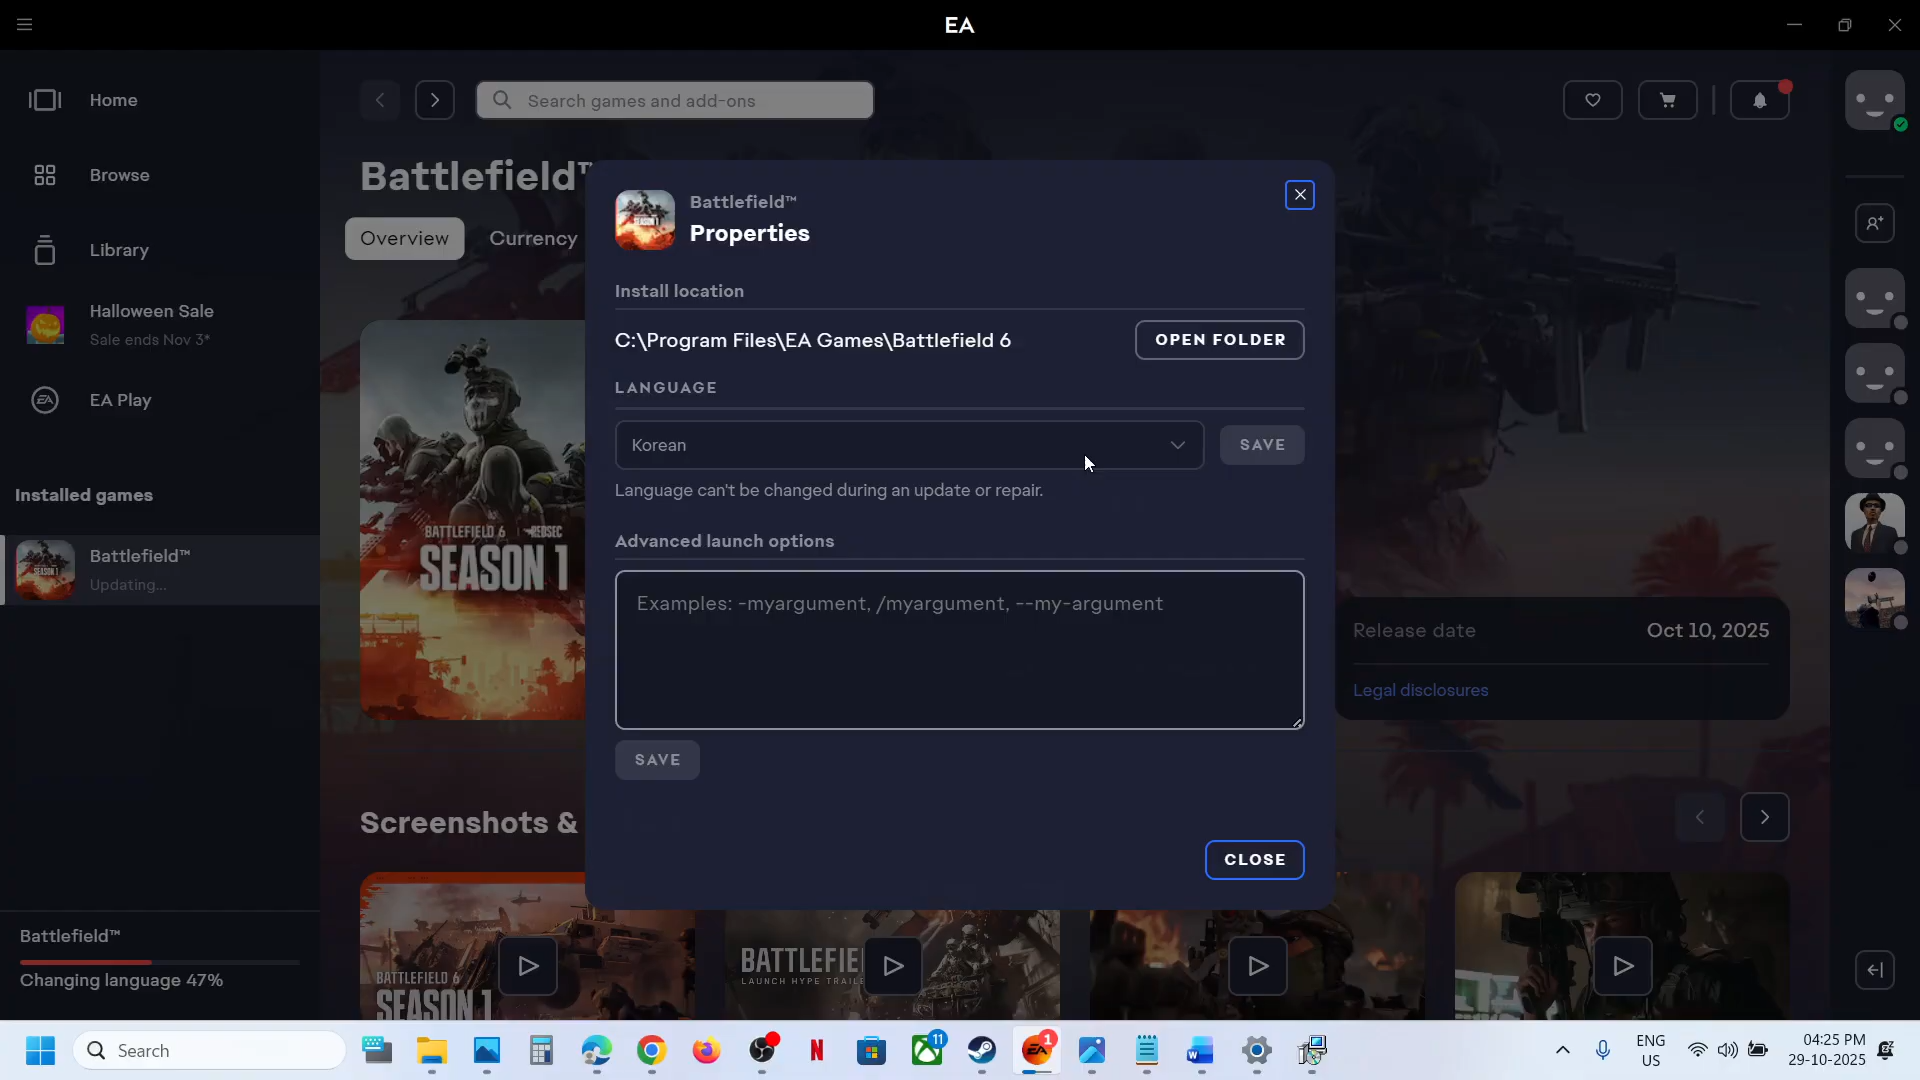 EA
Home
Search games and add-ons
Browse
Battlefield™
Overview
Currency
Library
Halloween Sale
Sale ends Nov 3*
EA Play
Installed games
Battlefield™
Updating...
BATTLEFIELD 6
REDSEC
SEASON 1
Battlefield™
Properties
Install location
C:\Program Files\EA Games\Battlefield 6
OPEN FOLDER
LANGUAGE
Korean
SAVE
Language can't be changed during an update or repair.
Advanced launch options
Examples: -myargument, /myargument, --my-argument
SAVE
CLOSE
Release date
Oct 10, 2025
Legal disclosures
Screenshots &
BATTLEFIELD 6
SEASON 1
BATTLEFIE
LAUNCH HYPE TRAILE
Battlefield™
Changing language 47%
Search
11
1
ENG
US
04:25 PM
29-10-2025